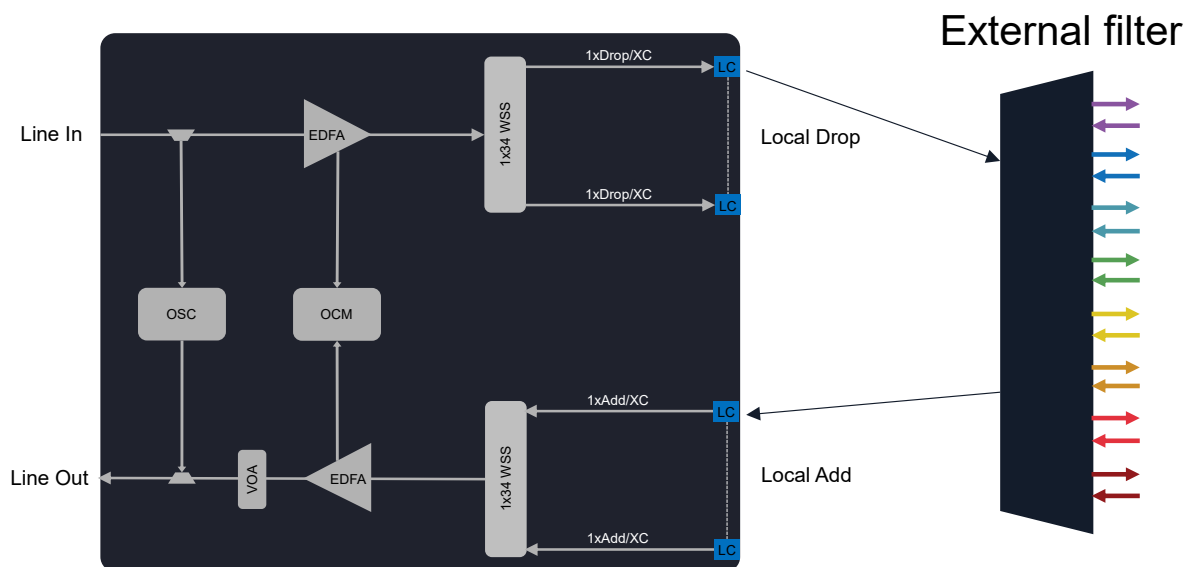 External filter
1xDrop/XC
LC
Line In
EDFA
1x34 WSS
Local Drop
1xDrop/XC
LC
OSC
OCM
1xAdd/XC
LC
Line Out
VOA
EDFA
1x34 WSS
Local Add
1xAdd/XC
LC